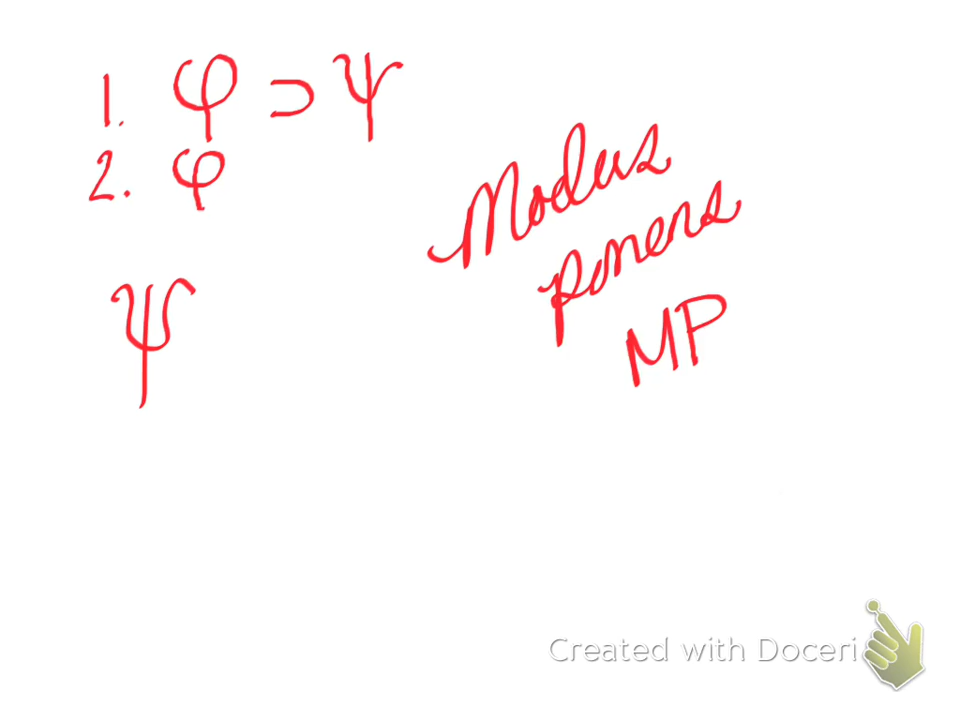 1. φ ⊃ ψ
2. φ
ψ
Modus
ponens
MP
Created with Doceri